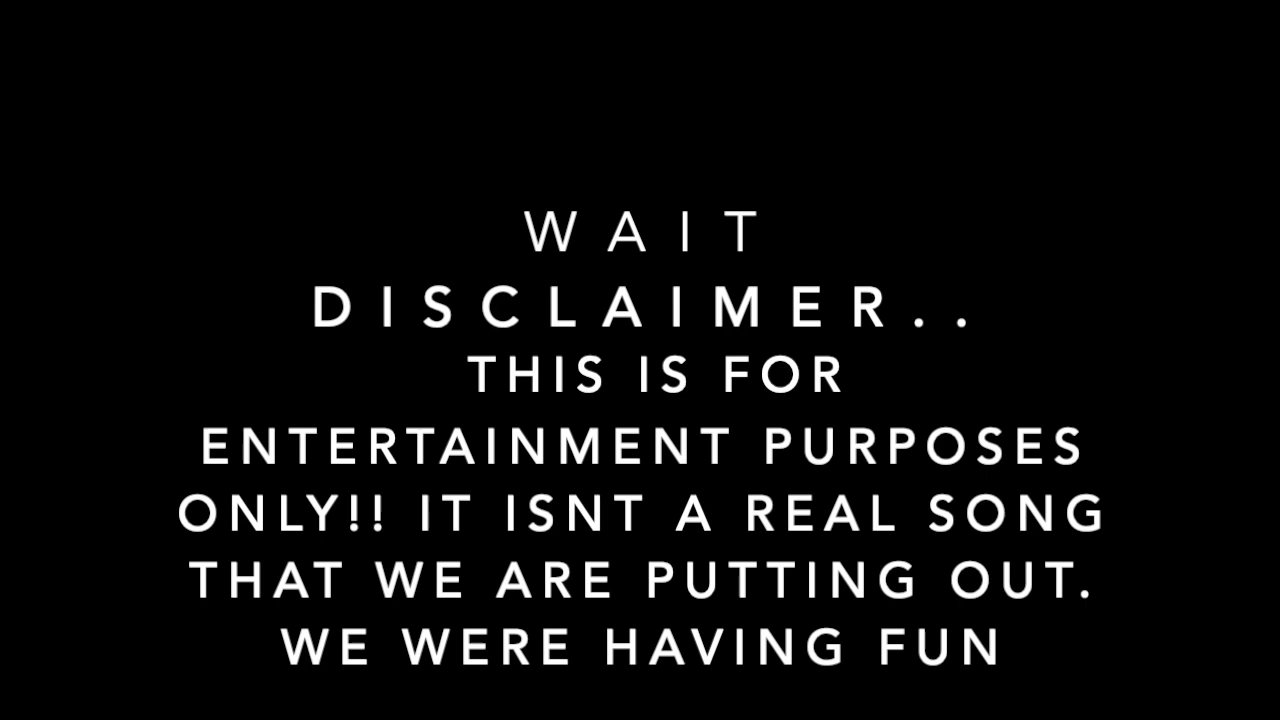 WAIT
DISCLAIMER..
THIS IS FOR
ENTERTAINMENT PURPOSES
ONLY!! IT ISNT A REAL SONG
THAT WE ARE PUTTING OUT.
WE WERE HAVING FUN